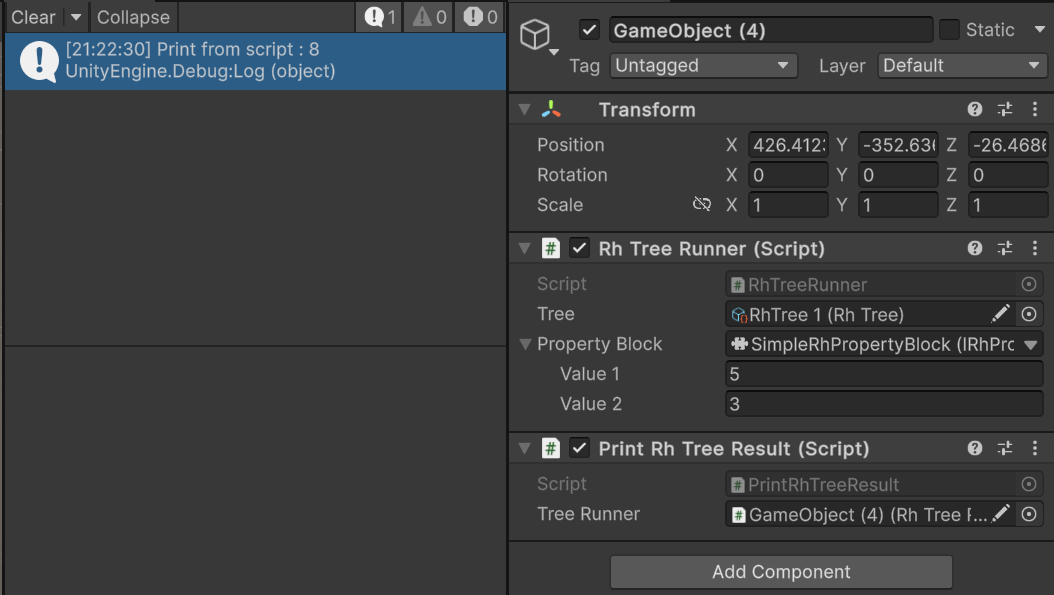 Clear Collapse 1 0 0
[21:22:30] Print from script : 8
UnityEngine.Debug:Log (object)
GameObject (4) Static
Tag Untagged Layer Default
Transform
Position X 426.412 Y -352.63 Z -26.468
Rotation X 0 Y 0 Z 0
Scale X 1 Y 1 Z 1
# Rh Tree Runner (Script)
Script # RhTreeRunner
Tree RhTree 1 (Rh Tree)
Property Block SimpleRhPropertyBlock (IRhPrc
Value 1 5
Value 2 3
# Print Rh Tree Result (Script)
Script # PrintRhTreeResult
Tree Runner # GameObject (4) (Rh Tree F...
Add Component